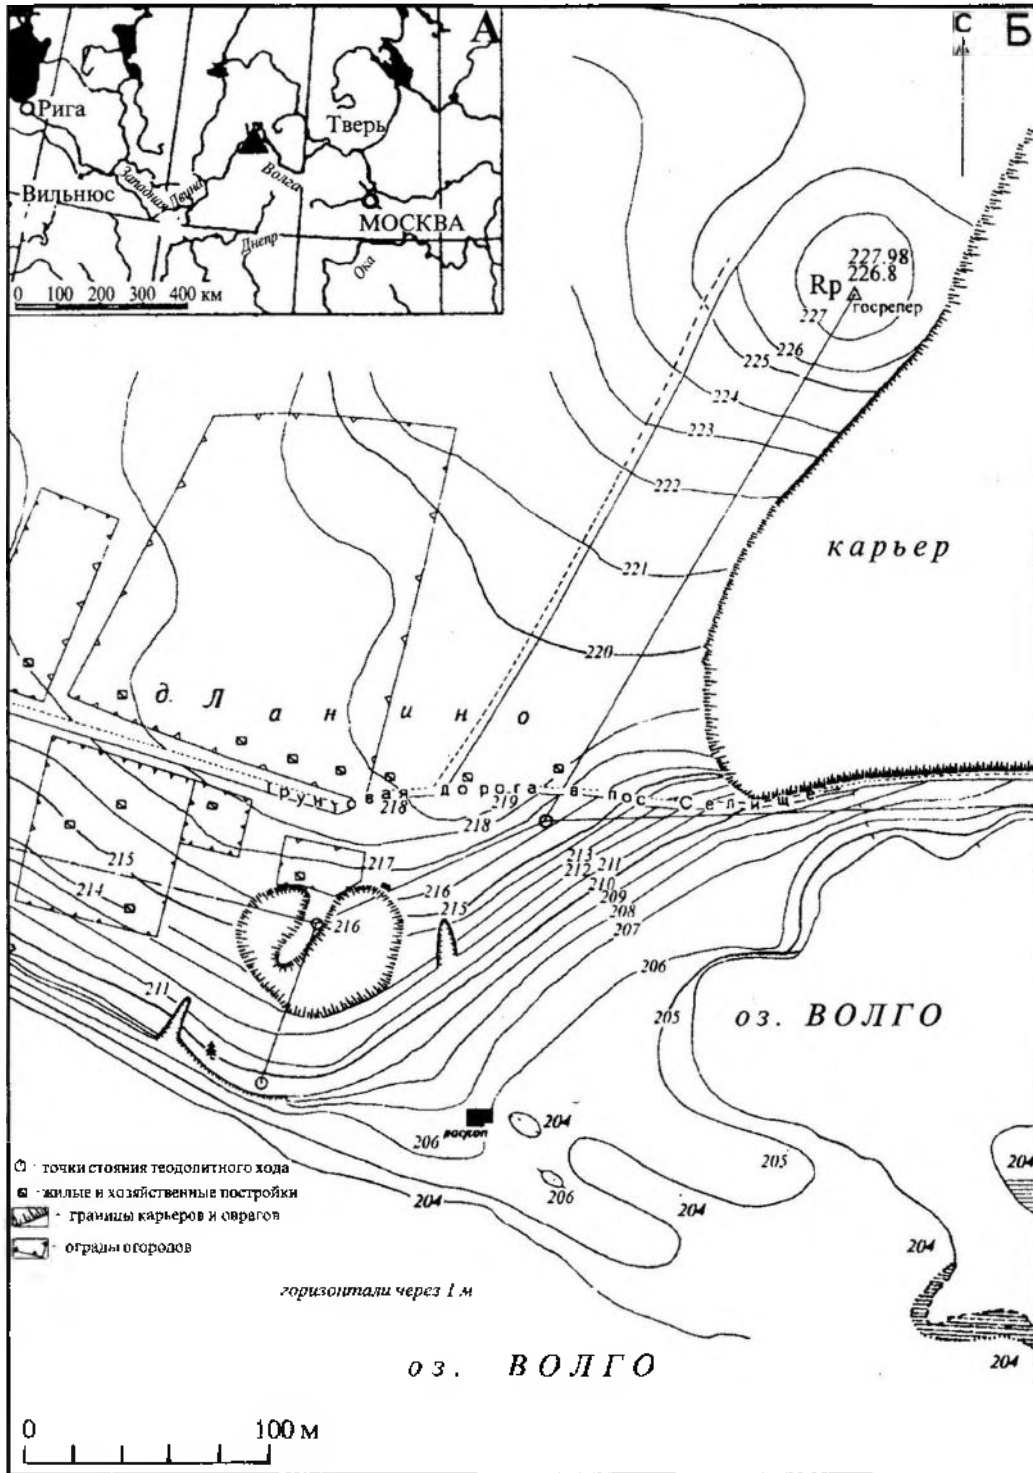 А
Рига
Тверь
Западная Двина
Волга
Вильнюс
МОСКВА
Днепр
Ока
0 100 200 300 400 км
С Б
227.98
226.8
Rp
госрепер
227
226
225
224
223
222
221
220
карьер
д. Ланино
грунтовая дорога в пос Селище
218
219
218
217
216
215
216
213
212
211
210
209
208
207
206
205
215
214
211
оз. ВОЛГО
раскоп
204
206
206
204
204
205
204
204
204
точки стояния теодолитного хода
- жилые и хозяйственные постройки
- границы карьеров и оврагов
- ограды огородов
горизонтали через 1 м
оз. ВОЛГО
0 100 м